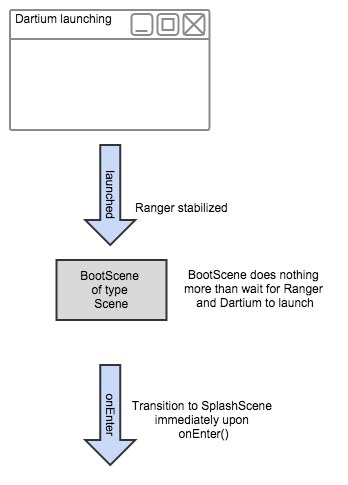 Dartium launching
launched
Ranger stabilized
BootScene
of type
Scene
BootScene does nothing
more than wait for Ranger
and Dartium to launch
onEnter
Transition to SplashScene
immediately upon
onEnter()